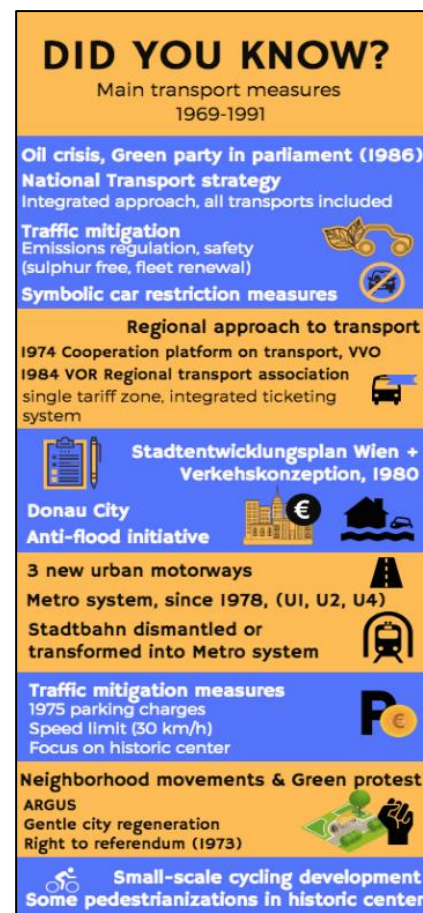 DID YOU KNOW?
Main transport measures
1969-1991
Oil crisis, Green party in parliament (1986)
National Transport strategy
Integrated approach, all transports included
Traffic mitigation
Emissions regulation, safety
(sulphur free, fleet renewal)
Symbolic car restriction measures
Regional approach to transport
1974 Cooperation platform on transport, VVO
1984 VOR Regional transport association
single tariff zone, integrated ticketing
system
Stadtentwicklungsplan Wien +
Verkehskonzeption, 1980
€
Donau City
Anti-flood initiative
3 new urban motorways
Metro system, since 1978, (U1, U2, U4)
Stadtbahn dismantled or
transformed into Metro system
Traffic mitigation measures
1975 parking charges
Speed limit (30 km/h)
Focus on historic center
P €
Neighborhood movements & Green protest
ARGUS
Gentle city regeneration
Right to referendum (1973)
Small-scale cycling development
Some pedestrianizations in historic center